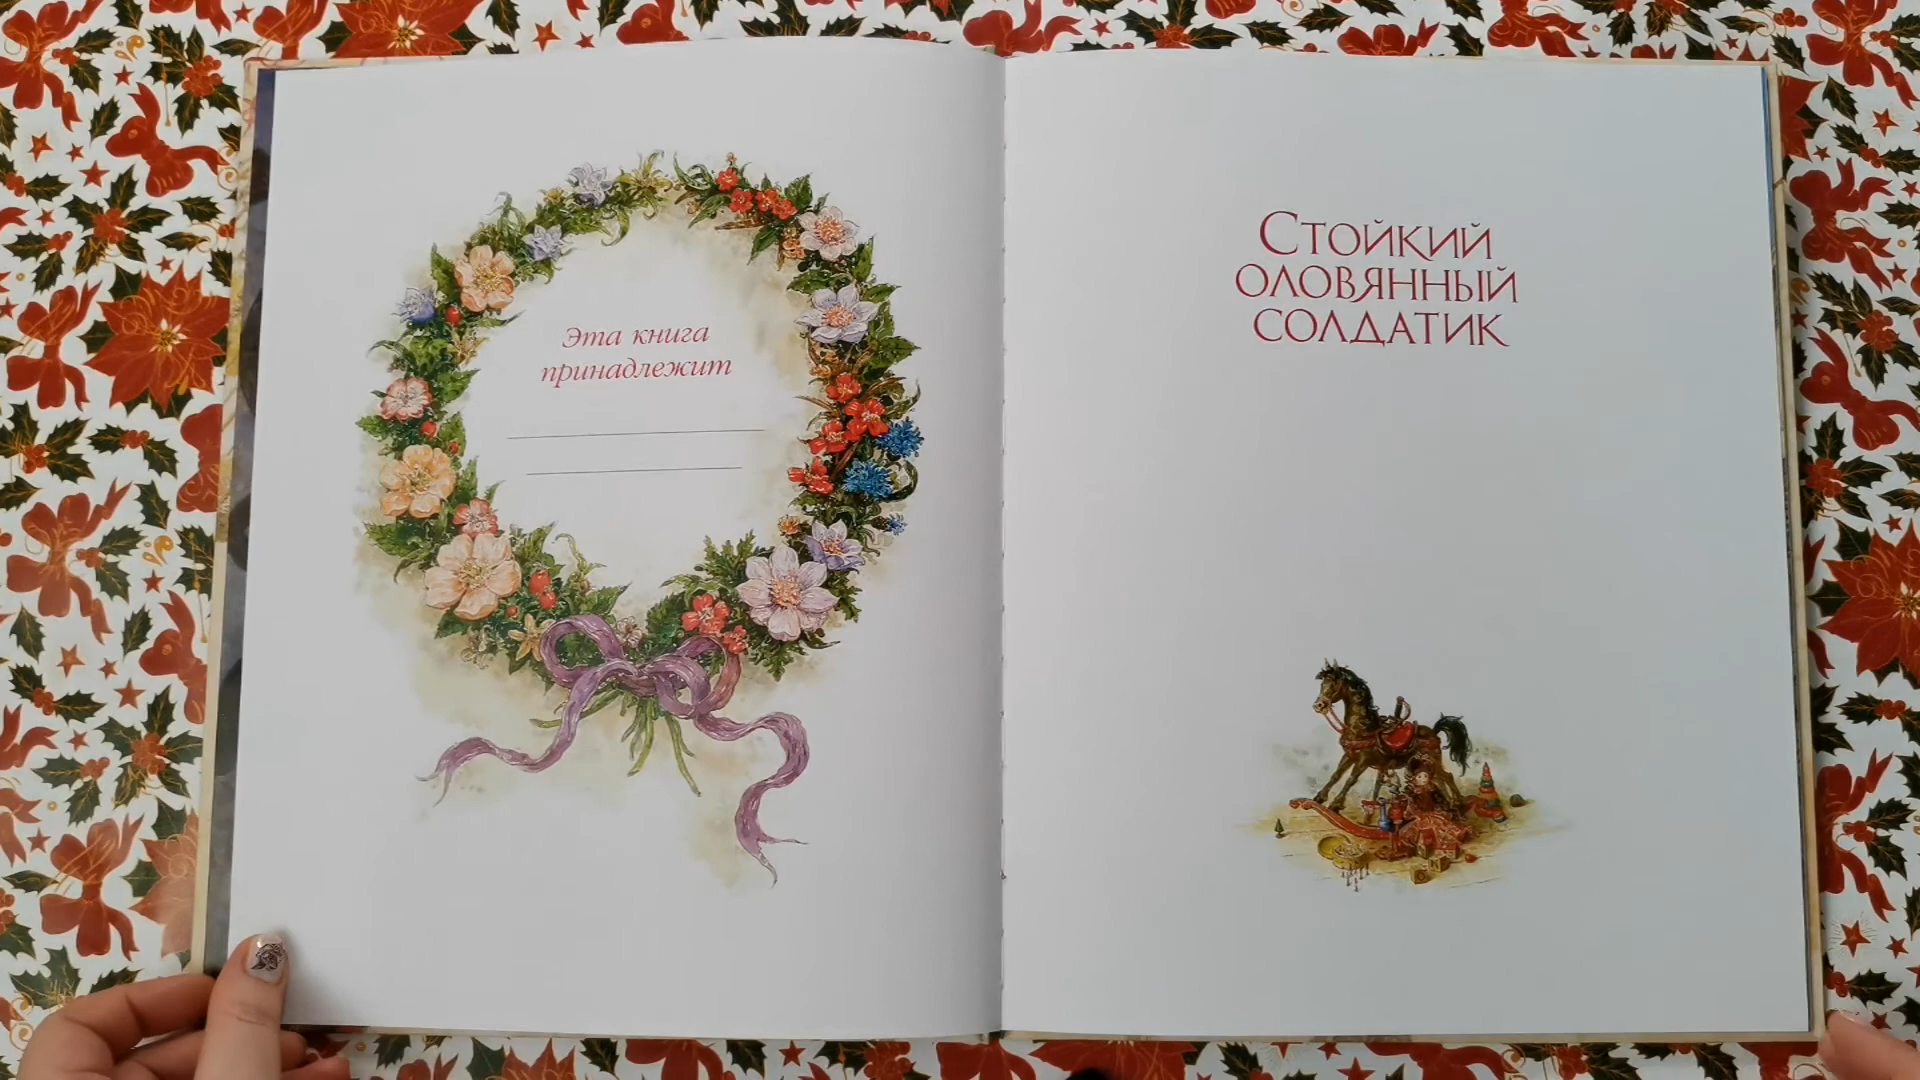 Эта книга
принадлежит
Стойкий
оловянный
солдатик